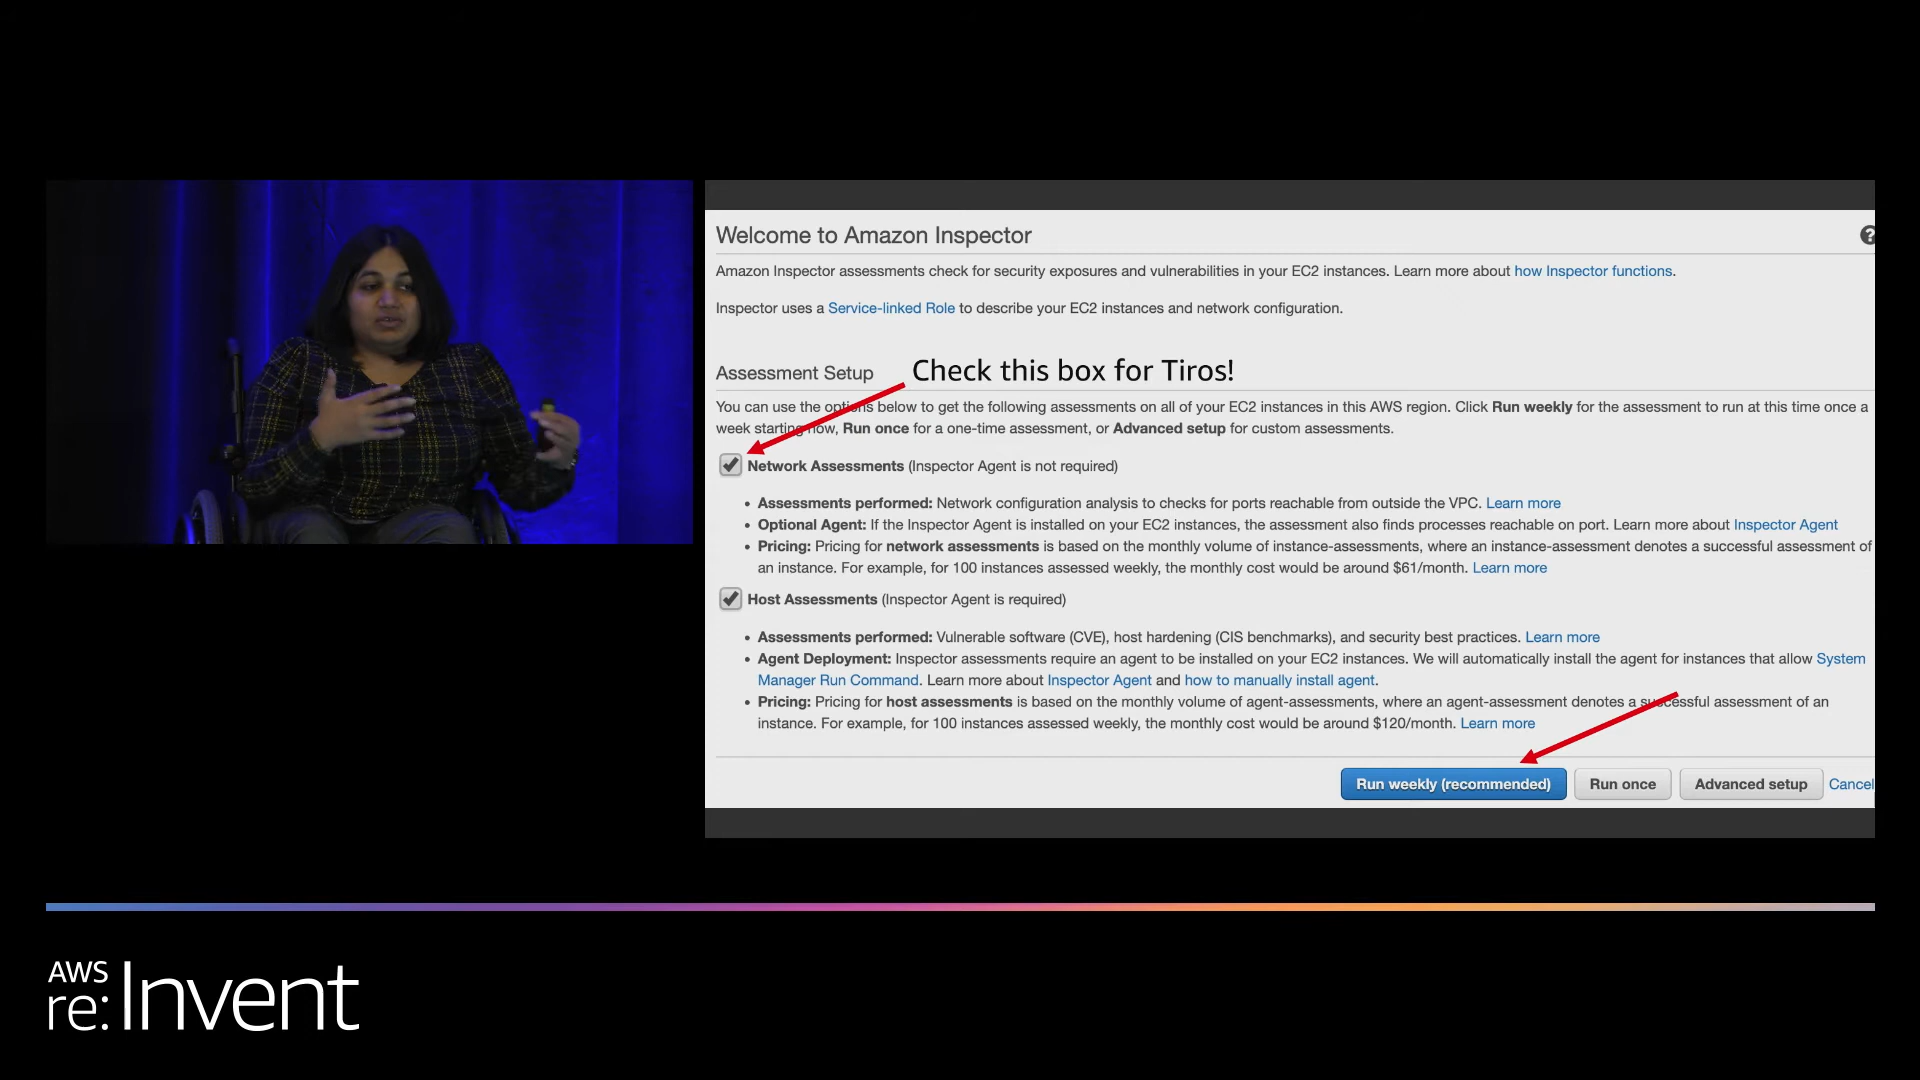 Welcome to Amazon Inspector
?
Amazon Inspector assessments check for security exposures and vulnerabilities in your EC2 instances. Learn more about how Inspector functions.
Inspector uses a Service-linked Role to describe your EC2 instances and network configuration.
Assessment Setup
Check this box for Tiros!
You can use the options below to get the following assessments on all of your EC2 instances in this AWS region. Click Run weekly for the assessment to run at this time once a
week starting now, Run once for a one-time assessment, or Advanced setup for custom assessments.
Network Assessments (Inspector Agent is not required)
• Assessments performed: Network configuration analysis to checks for ports reachable from outside the VPC. Learn more
• Optional Agent: If the Inspector Agent is installed on your EC2 instances, the assessment also finds processes reachable on port. Learn more about Inspector Agent
• Pricing: Pricing for network assessments is based on the monthly volume of instance-assessments, where an instance-assessment denotes a successful assessment of
an instance. For example, for 100 instances assessed weekly, the monthly cost would be around $61/month. Learn more
Host Assessments (Inspector Agent is required)
• Assessments performed: Vulnerable software (CVE), host hardening (CIS benchmarks), and security best practices. Learn more
• Agent Deployment: Inspector assessments require an agent to be installed on your EC2 instances. We will automatically install the agent for instances that allow System
Manager Run Command. Learn more about Inspector Agent and how to manually install agent.
• Pricing: Pricing for host assessments is based on the monthly volume of agent-assessments, where an agent-assessment denotes a successful assessment of an
instance. For example, for 100 instances assessed weekly, the monthly cost would be around $120/month. Learn more
Run weekly (recommended) Run once Advanced setup Cancel
AWS
re:Invent